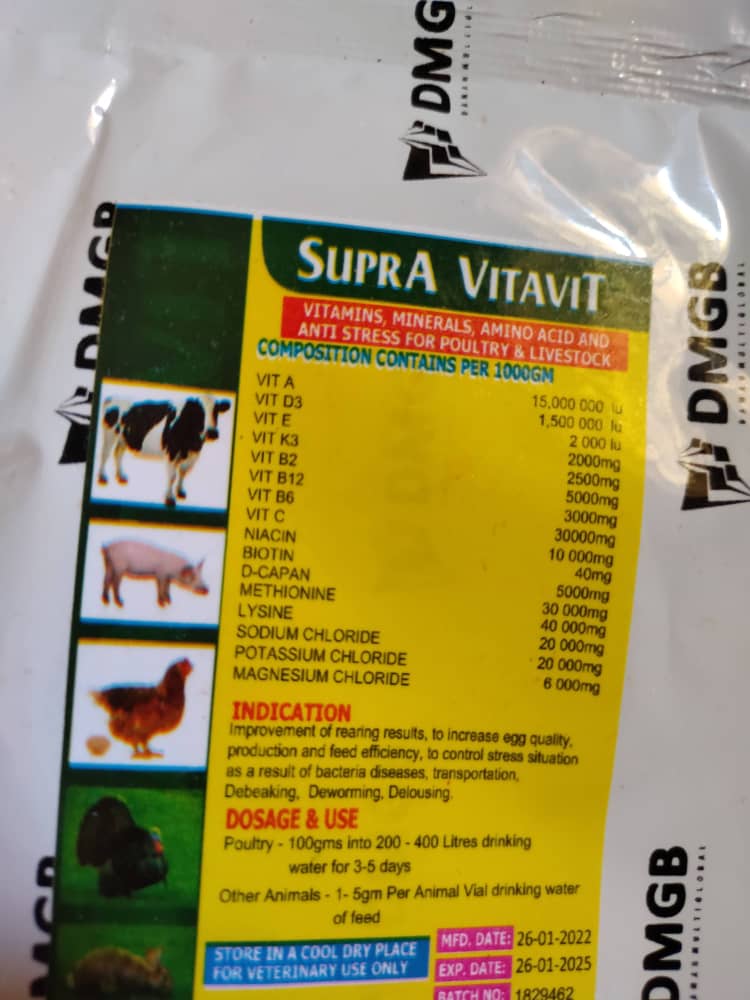 DMG
DMGB
DMGB
SUPRA VITAVIT
VITAMINS, MINERALS, AMINO ACID AND
ANTI STRESS FOR POULTRY & LIVESTOCK
COMPOSITION CONTAINS PER 1000GM
VIT A 15,000 000 Iu
VIT D3 1,500 000 Iu
VIT E 2 000 Iu
VIT K3 2000mg
VIT B2 2500mg
VIT B12 5000mg
VIT B6 3000mg
VIT C 30000mg
NIACIN 10 000mg
BIOTIN 40mg
D-CAPAN 5000mg
METHIONINE 30 000mg
LYSINE 40 000mg
SODIUM CHLORIDE 20 000mg
POTASSIUM CHLORIDE 20 000mg
MAGNESIUM CHLORIDE 6 000mg
INDICATION
Improvement of rearing results, to increase egg quality,
production and feed efficiency, to control stress situation
as a result of bacteria diseases, transportation,
Debeaking, Deworming, Delousing.
DOSAGE & USE
Poultry - 100gms into 200 - 400 Litres drinking
water for 3-5 days
Other Animals - 1- 5gm Per Animal Vial drinking water
of feed
STORE IN A COOL DRY PLACE
FOR VETERINARY USE ONLY
MFD. DATE: 26-01-2022
EXP. DATE: 26-01-2025
BATCH NO: 1829462
DMGB